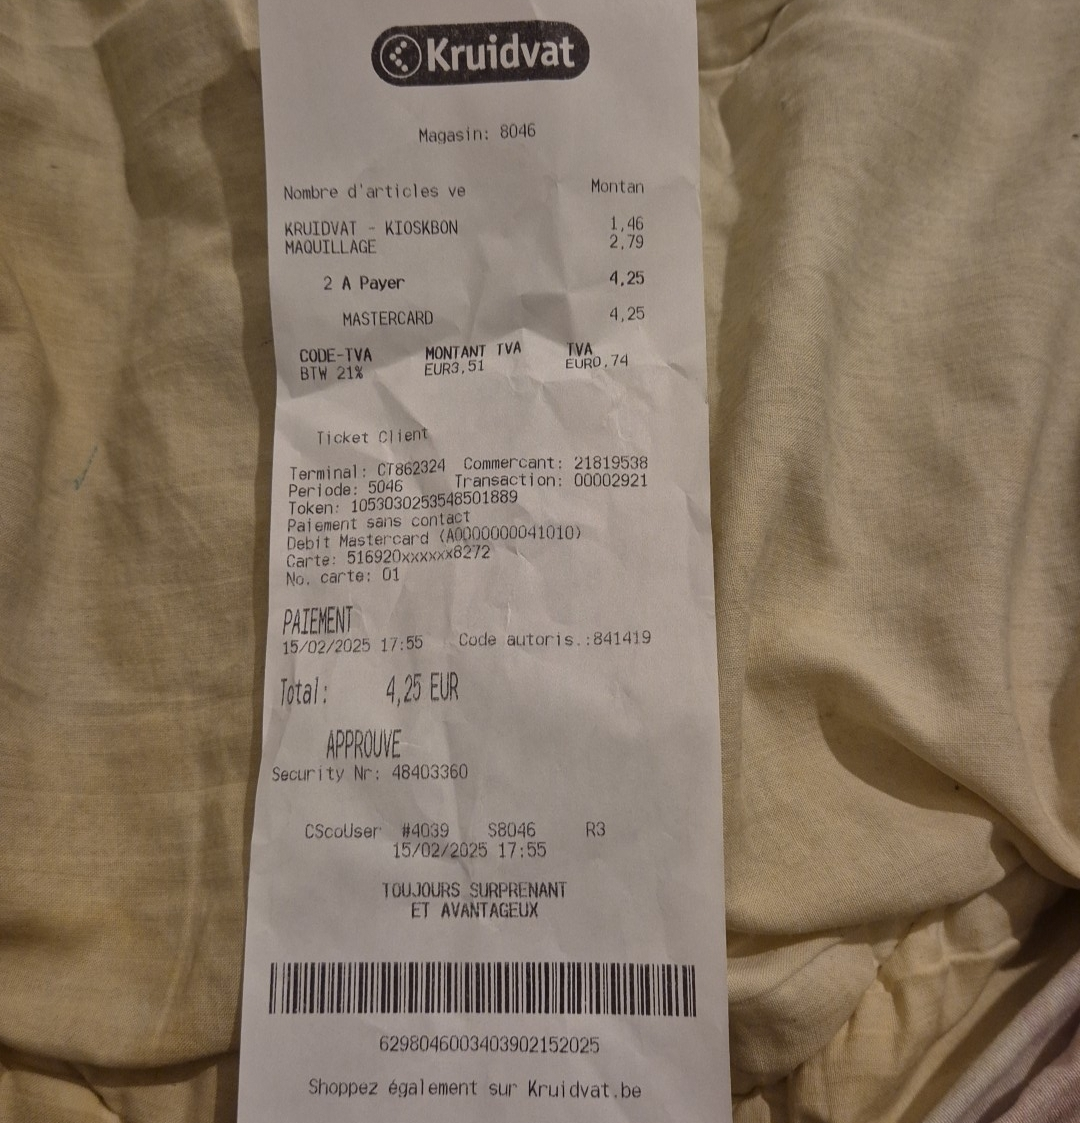 Kruidvat
Magasin: 8046
Nombre d'articles ve Montan
KRUIDVAT - KIOSKBON 1,46
MAQUILLAGE 2,79
2 A Payer 4,25
MASTERCARD 4,25
CODE-TVA MONTANT TVA TVA
BTW 21% EUR3,51 EUR0,74
Ticket Client
Terminal: CT862324 Commercant: 21819538
Periode: 5046 Transaction: 00002921
Token: 1053030253548501889
Paiement sans contact
Debit Mastercard (A0000000041010)
Carte: 516920xxxxxx8272
No. carte: 01
PAIEMENT
15/02/2025 17:55 Code autoris.:841419
Total: 4,25 EUR
APPROUVE
Security Nr: 48403360
CScoUser #4039 S8046 R3
15/02/2025 17:55
TOUJOURS SURPRENANT
ET AVANTAGEUX
6298046003403902152025
Shoppez également sur Kruidvat.be